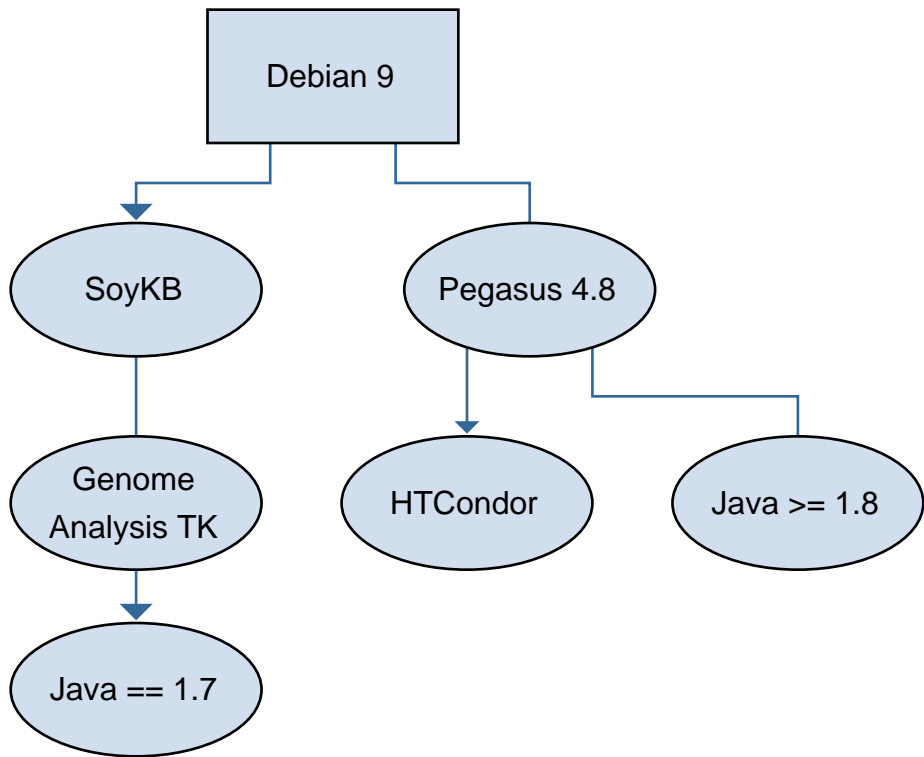 Debian 9
SoyKB
Pegasus 4.8
Genome
Analysis TK
HTCondor
Java >= 1.8
Java == 1.7